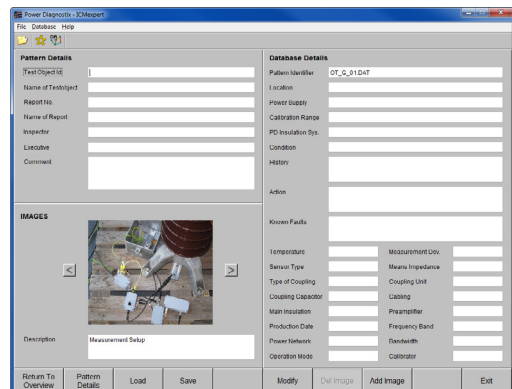 Power Diagnostix - ICMexpert
File Database Help
Pattern Details
Test Object Id
Name of Testobject
Report No.
Name of Report
Inspector
Executive
Comment
IMAGES
Description
Measurement Setup
Database Details
Pattern Identifier OT_G_01.DAT
Location
Power Supply
Calibration Range
PD Insulation Sys.
Condition
History
Action
Known Faults
Temperature Measurement Dev.
Sensor Type Means Impedance
Type of Coupling Coupling Unit
Coupling Capacitor Cabling
Main Insulation Preamplifier
Production Date Frequency Band
Power Network Bandwidth
Operation Mode Calibrator
Return To
Overview
Pattern
Details
Load
Save
Modify
Del Image
Add Image
Exit